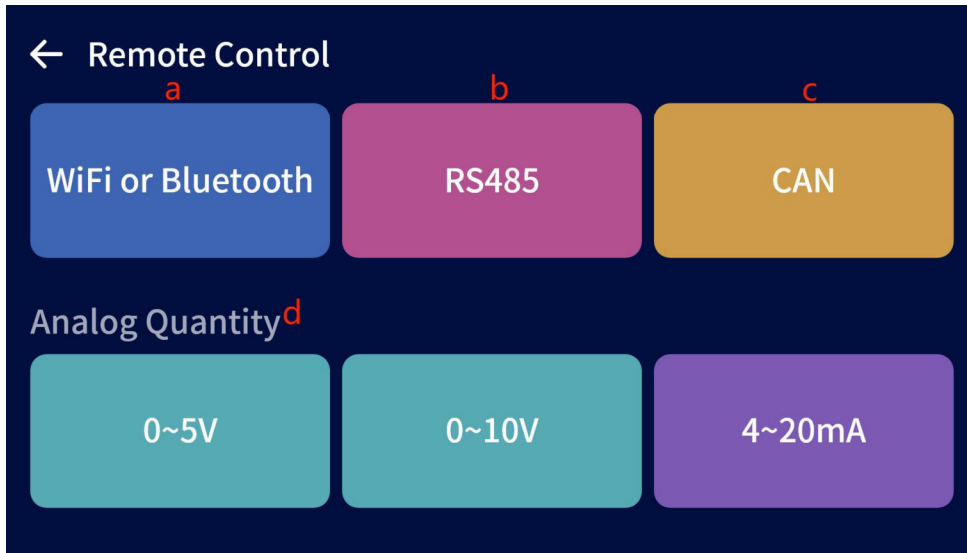 ← Remote Control
a b c
WiFi or Bluetooth RS485 CAN
Analog Quantity d
0~5V 0~10V 4~20mA